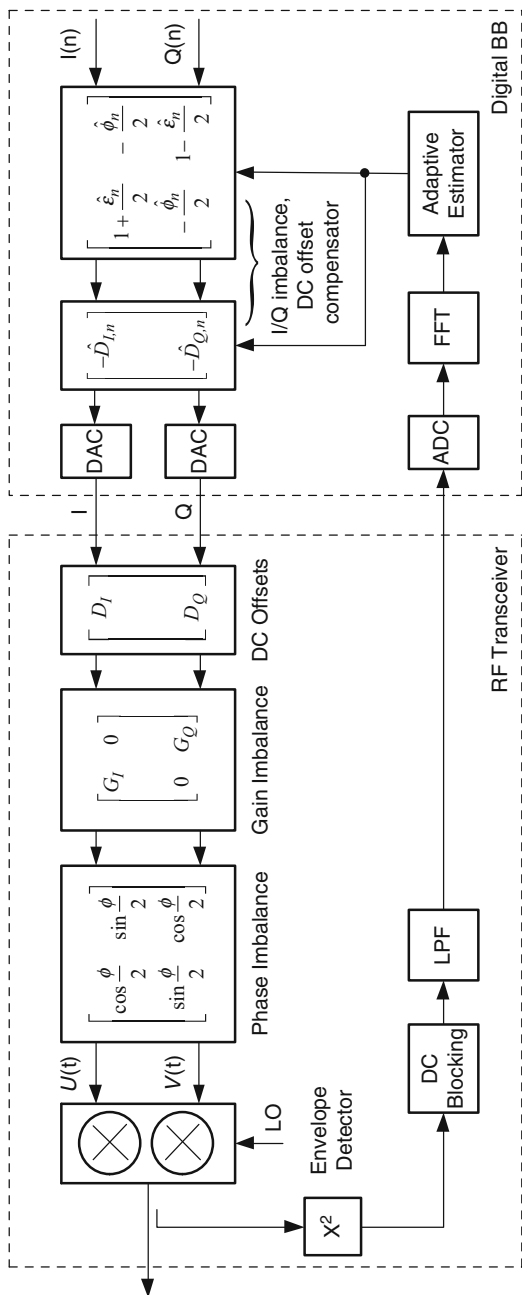 I(n)
Q(n)
1+ ε̂n/2 −ϕ̂n/2
−ϕ̂n/2 1− ε̂n/2
−D̂I,n
−D̂Q,n
I/Q imbalance,
DC offset
compensator
DAC
DAC
Adaptive
Estimator
FFT
ADC
Digital BB
I
Q
DI
DQ
DC Offsets
GI 0
0 GQ
Gain Imbalance
cos ϕ/2 sin ϕ/2
sin ϕ/2 cos ϕ/2
Phase Imbalance
U(t)
V(t)
LO
Envelope
Detector
X²
DC
Blocking
LPF
RF Transceiver